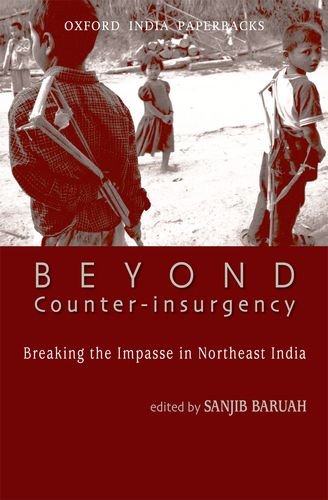 OXFORD INDIA PAPERBACKS
BEYOND
Counter-insurgency
Breaking the Impasse in Northeast India
edited by SANJIB BARUAH